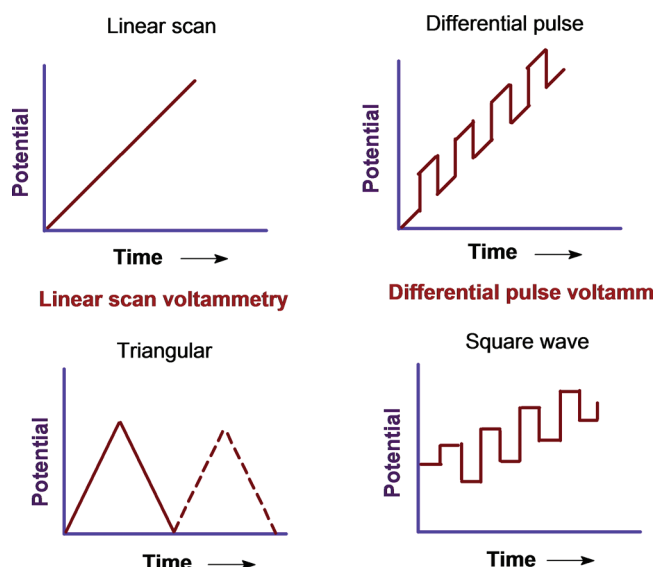 Linear scan
Differential pulse
Potential
Potential
Time
Time
Linear scan voltammetry
Differential pulse voltamm
Triangular
Square wave
Potential
Potential
Time
Time